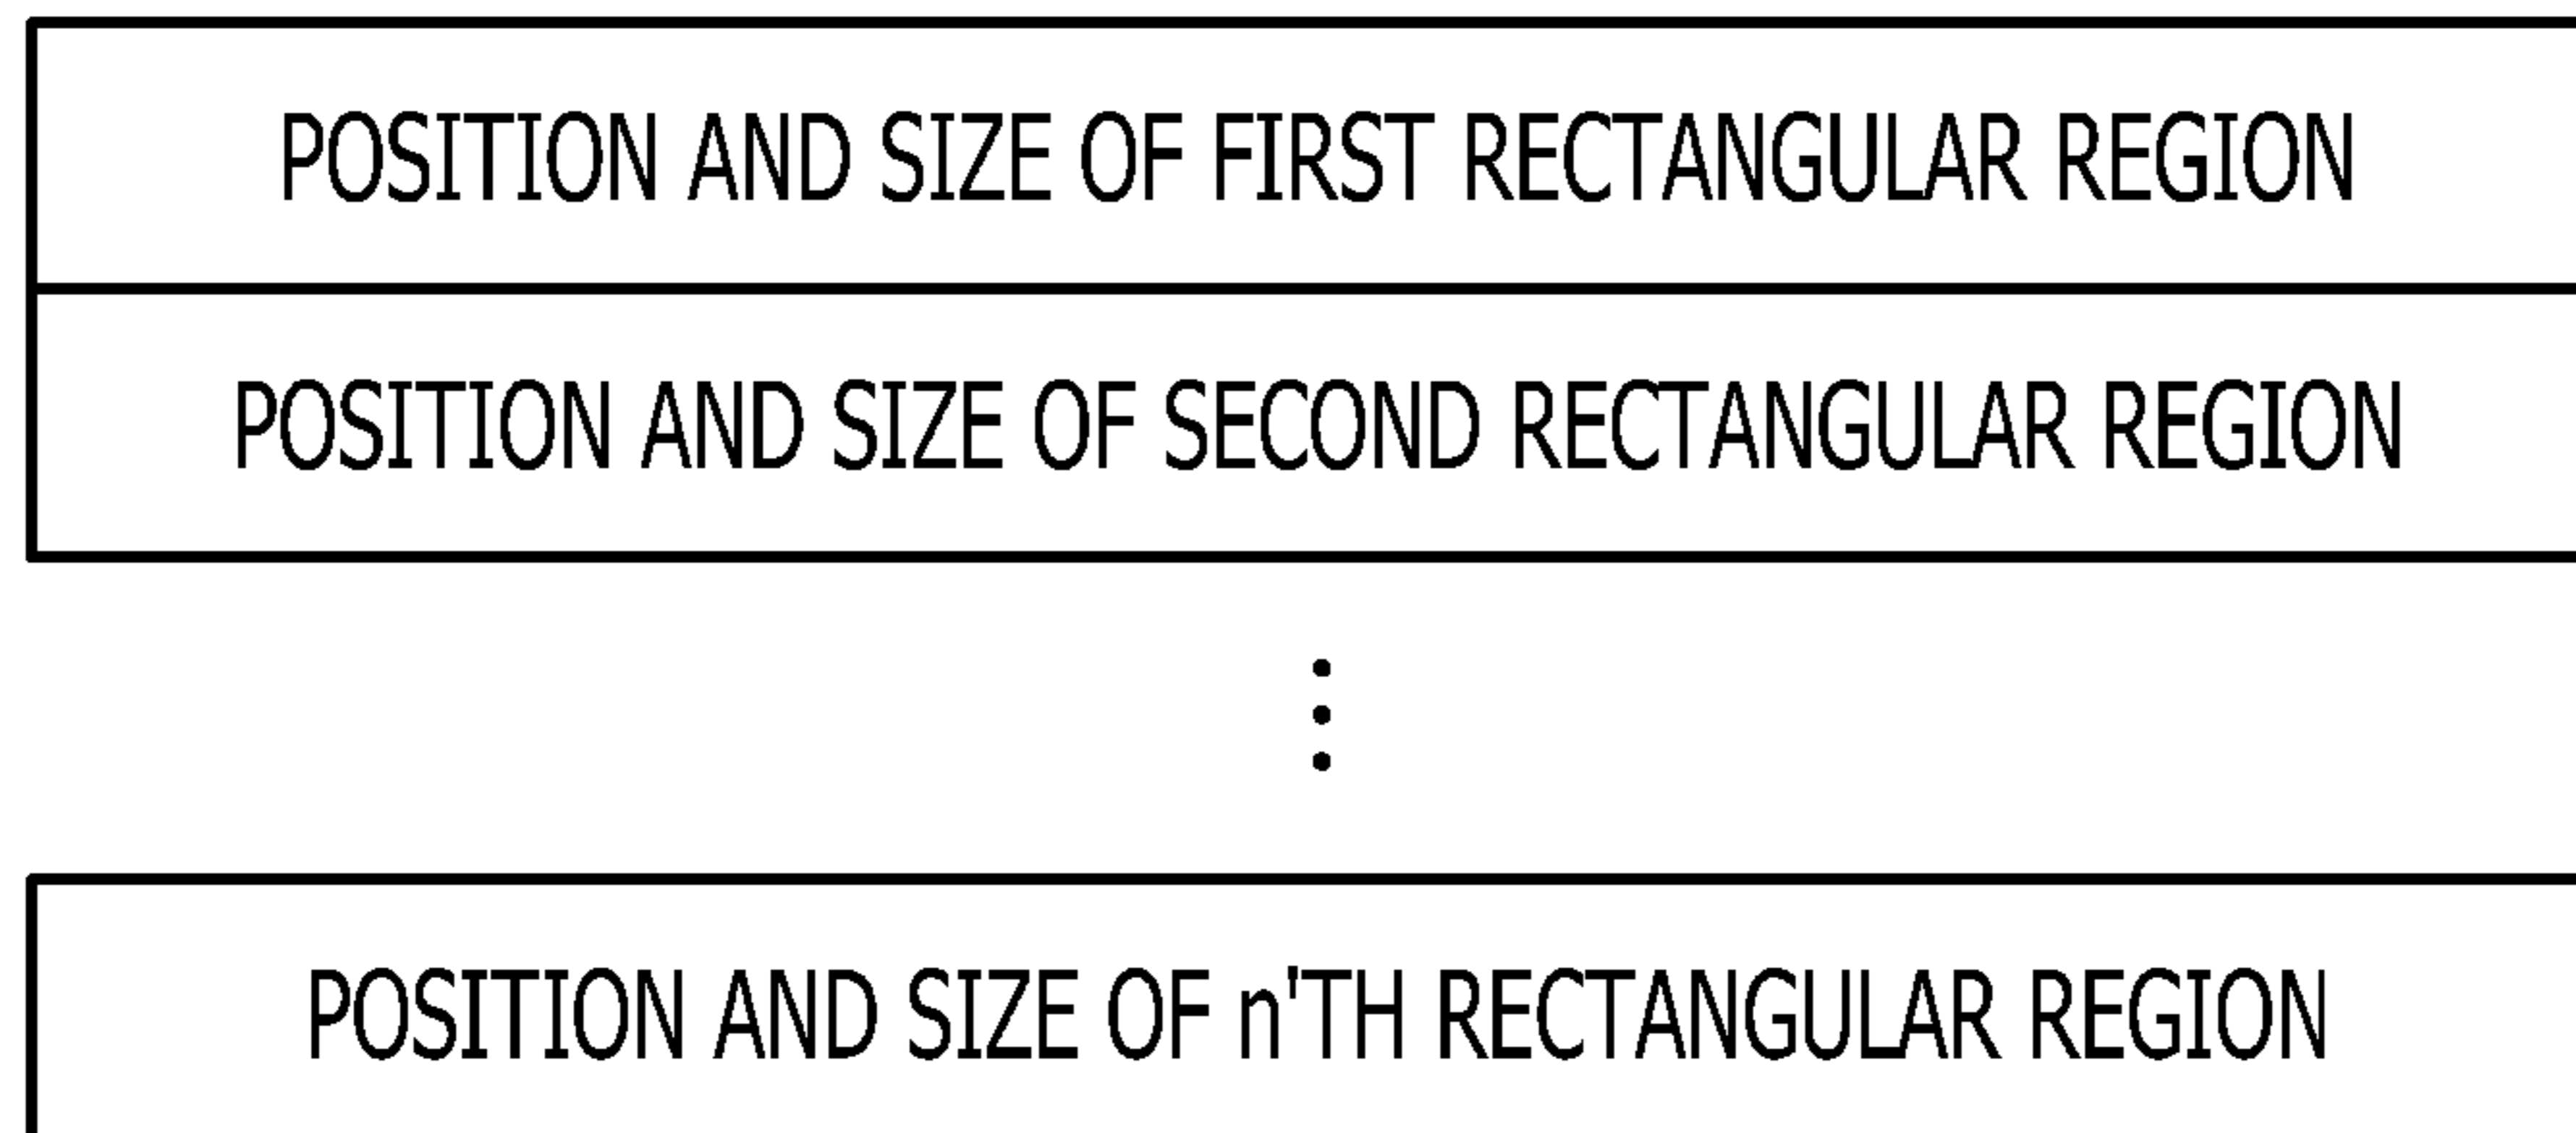 POSITION AND SIZE OF FIRST RECTANGULAR REGION
POSITION AND SIZE OF SECOND RECTANGULAR REGION
POSITION AND SIZE OF n'TH RECTANGULAR REGION